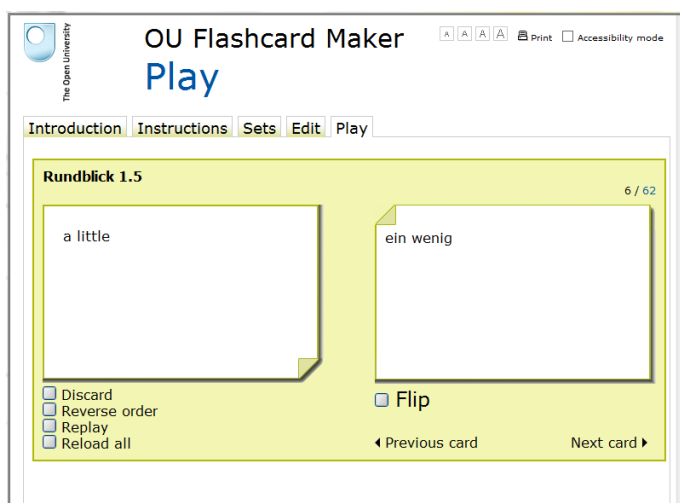 The Open University
OU Flashcard Maker
A A A A Print Accessibility mode
Play
Introduction Instructions Sets Edit Play
Rundblick 1.5
6 / 62
a little
ein wenig
Discard
Reverse order
Replay
Reload all
Flip
Previous card Next card